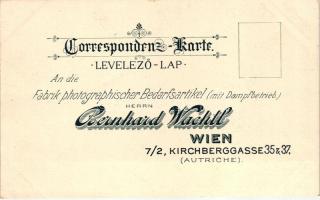 Correspondenz-Karte.
· LEVELEZŐ-LAP ·
An die
Fabrik photographischer Bedarfsartikel (mit Dampfbetrieb.)
HERRN
Bernhard Wachtl
WIEN
7/2, KIRCHBERGGASSE 35 & 37.
(AUTRICHE).